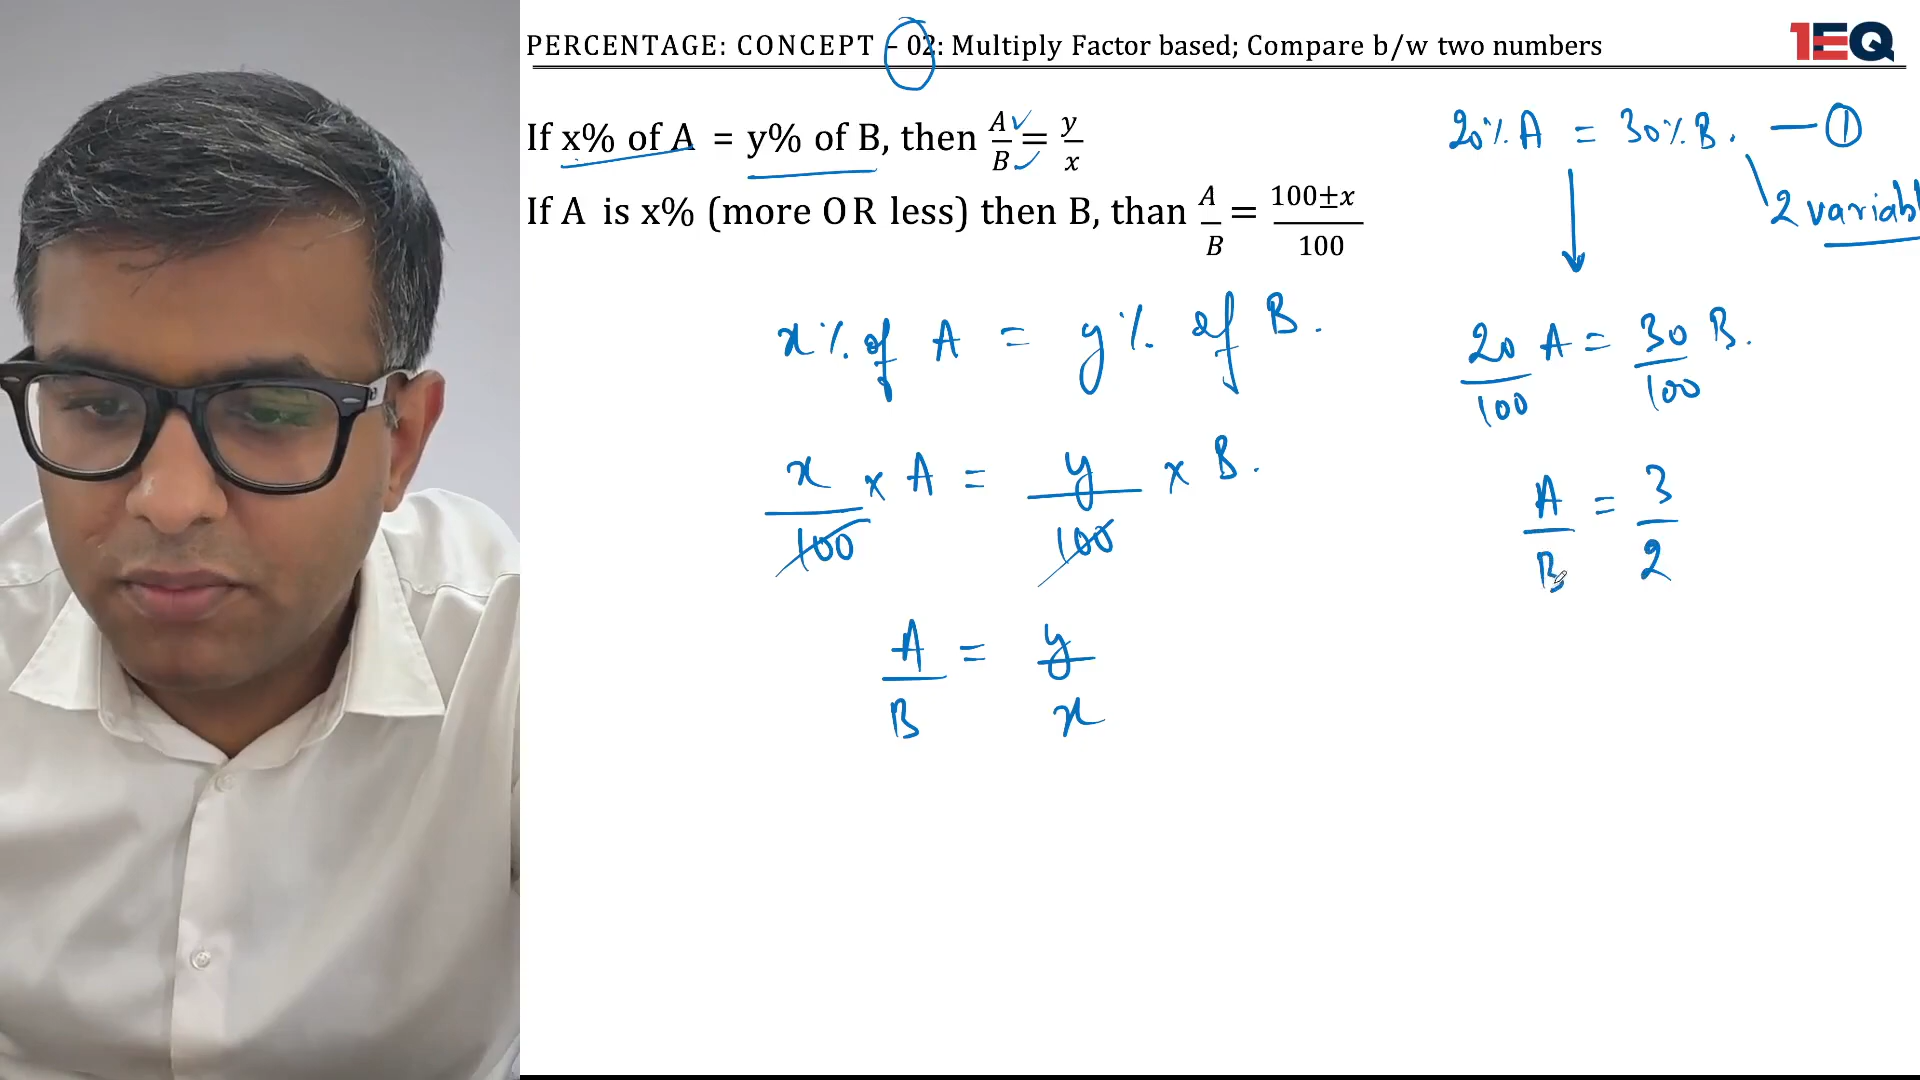 PERCENTAGE: CONCEPT – 02: Multiply Factor based; Compare b/w two numbers
1EQ
If x% of A = y% of B, then A/B = y/x
If A is x% (more OR less) then B, than A/B = 100±x/100
20% A = 30% B. — ①
2 variabl
x% of A = y% of B.
x/100 × A = y/100 × B.
A/B = y/x
20/100 A = 30/100 B.
A/B = 3/2